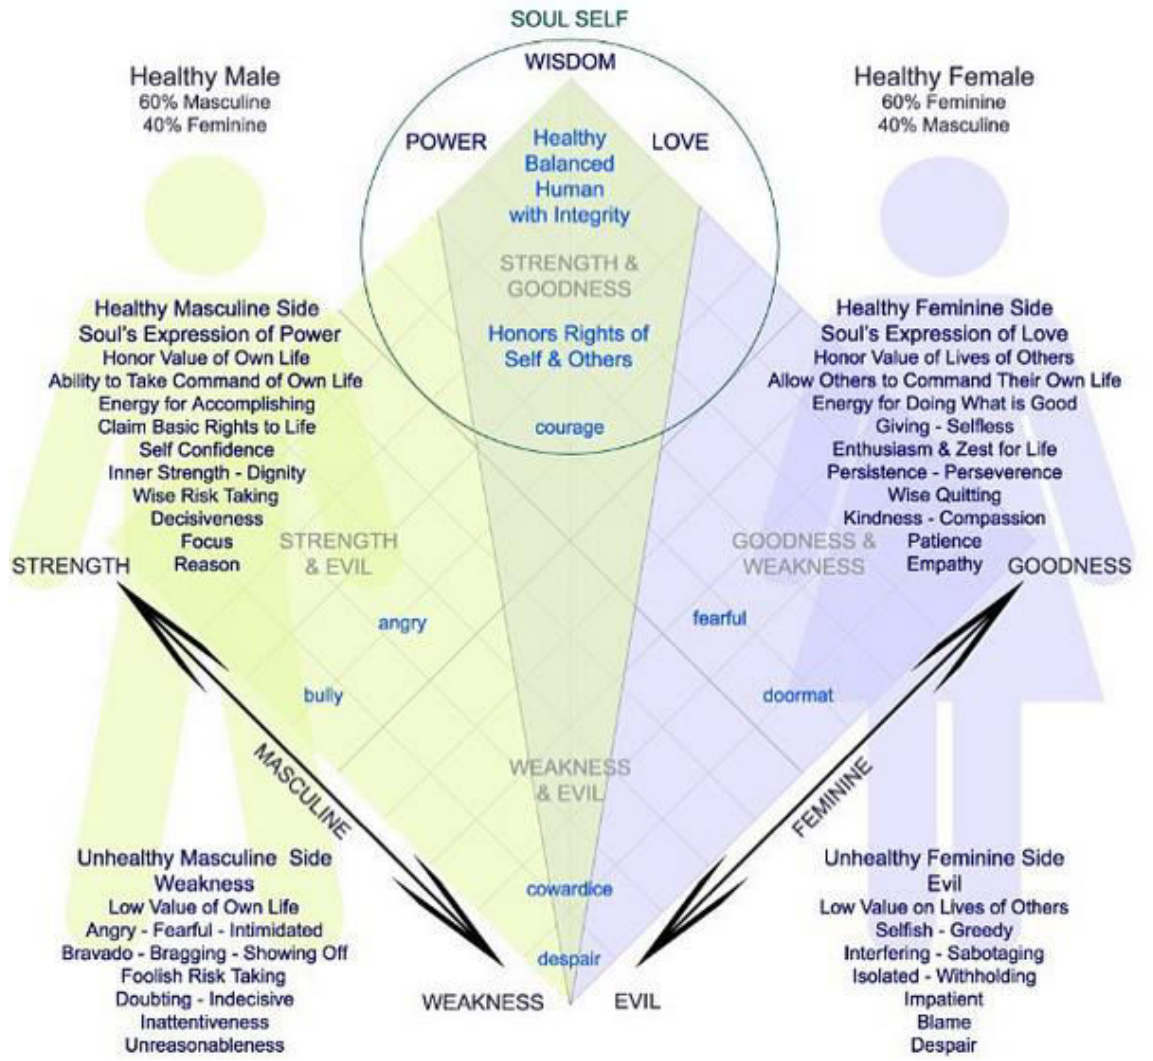 SOUL SELF
WISDOM
POWER
LOVE
Healthy
Balanced
Human
with Integrity
STRENGTH &
GOODNESS
Honors Rights of
Self & Others
courage
Healthy Male
60% Masculine
40% Feminine
Healthy Female
60% Feminine
40% Masculine
Healthy Masculine Side
Soul's Expression of Power
Honor Value of Own Life
Ability to Take Command of Own Life
Energy for Accomplishing
Claim Basic Rights to Life
Self Confidence
Inner Strength - Dignity
Wise Risk Taking
Decisiveness
Focus
Reason
Healthy Feminine Side
Soul's Expression of Love
Honor Value of Lives of Others
Allow Others to Command Their Own Life
Energy for Doing What is Good
Giving - Selfless
Enthusiasm & Zest for Life
Persistence - Perseverence
Wise Quitting
Kindness - Compassion
Patience
Empathy
STRENGTH
STRENGTH
& EVIL
GOODNESS &
WEAKNESS
GOODNESS
angry
bully
fearful
doormat
MASCULINE
FEMININE
WEAKNESS
& EVIL
cowardice
despair
WEAKNESS
EVIL
Unhealthy Masculine Side
Weakness
Low Value of Own Life
Angry - Fearful - Intimidated
Bravado - Bragging - Showing Off
Foolish Risk Taking
Doubting - Indecisive
Inattentiveness
Unreasonableness
Unhealthy Feminine Side
Evil
Low Value on Lives of Others
Selfish - Greedy
Interfering - Sabotaging
Isolated - Withholding
Impatient
Blame
Despair